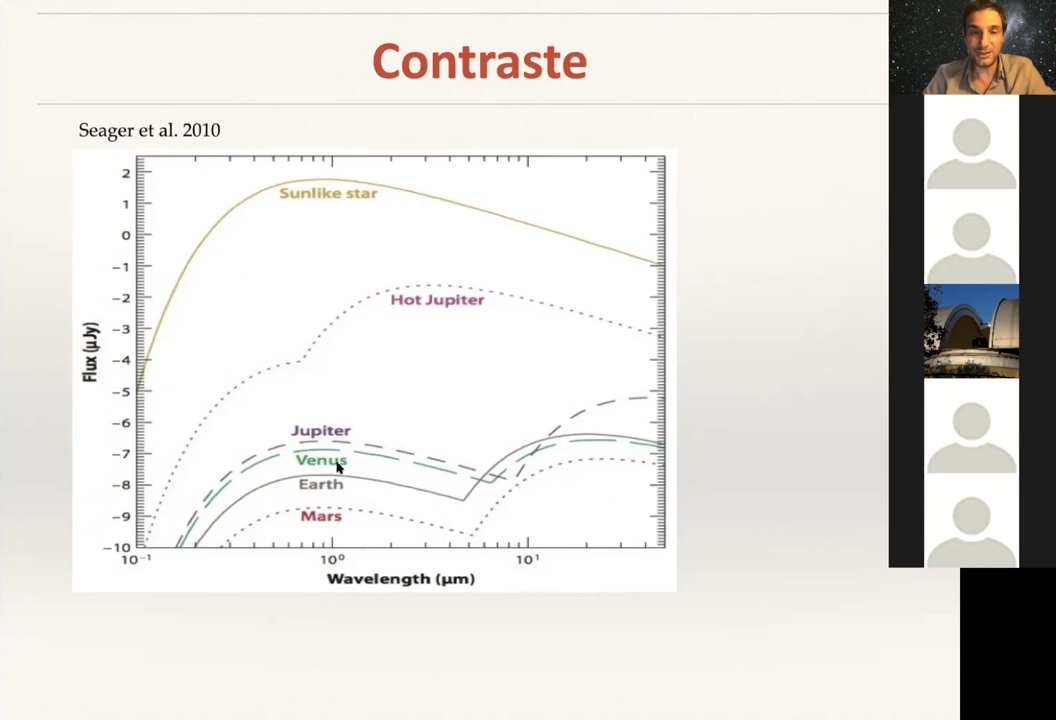 Contraste
Seager et al. 2010
2
1
0
−1
−2
−3
−4
−5
−6
−7
−8
−9
−10
Flux (μJy)
Sunlike star
Hot Jupiter
Jupiter
Venus
Earth
Mars
10⁻¹
10⁰
10¹
Wavelength (μm)